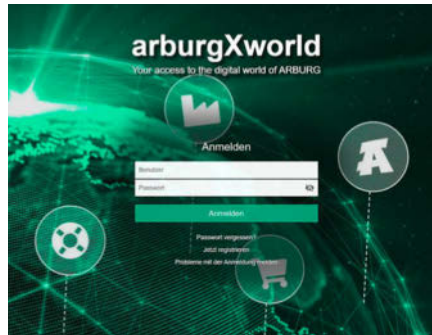 arburgXworld
Your access to the digital world of ARBURG
Anmelden
Benutzer
Passwort
Anmelden
Passwort vergessen?
Jetzt registrieren
Probleme mit der Anmeldung melden